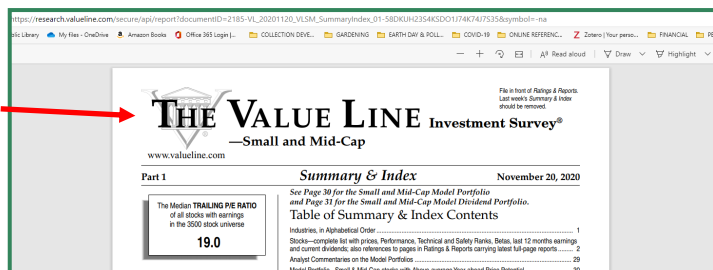 https://research.valueline.com/secure/api/report?documentID=2185-VL_20201120_VLSM_SummaryIndex_01-58DKUH23S4KSDO1J74K74J7S35&symbol=-na
olic Library My files - OneDrive Amazon Books Office 365 Login |... COLLECTION DEVE... GARDENING EARTH DAY & POLL... COVID-19 ONLINE REFERENC... Zotero | Your perso... FINANCIAL PE
Read aloud Draw Highlight
File in front of Ratings & Reports.
Last week's Summary & Index
should be removed.
THE VALUE LINE Investment Survey®
—Small and Mid-Cap
www.valueline.com
Part 1 Summary & Index November 20, 2020
See Page 30 for the Small and Mid-Cap Model Portfolio
and Page 31 for the Small and Mid-Cap Model Dividend Portfolio.
Table of Summary & Index Contents
Industries, in Alphabetical Order 1
Stocks—complete list with prices, Performance, Technical and Safety Ranks, Betas, last 12 months earnings
and current dividends; also references to pages in Ratings & Reports carrying latest full-page reports 2
Analyst Commentaries on the Model Portfolios 29
The Median TRAILING P/E RATIO
of all stocks with earnings
in the 3500 stock universe
19.0